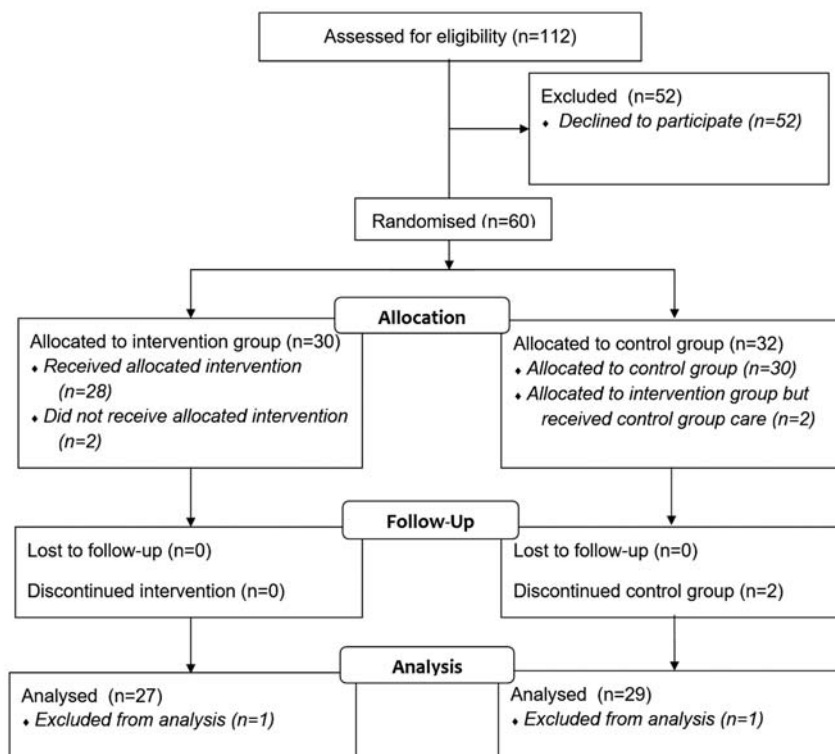 Assessed for eligibility (n=112)
Excluded (n=52)
⬧ Declined to participate (n=52)
Randomised (n=60)
Allocation
Allocated to intervention group (n=30)
⬧ Received allocated intervention
(n=28)
⬧ Did not receive allocated intervention
(n=2)
Allocated to control group (n=32)
⬧ Allocated to control group (n=30)
⬧ Allocated to intervention group but
received control group care (n=2)
Follow-Up
Lost to follow-up (n=0)
Discontinued intervention (n=0)
Lost to follow-up (n=0)
Discontinued control group (n=2)
Analysis
Analysed (n=27)
⬧ Excluded from analysis (n=1)
Analysed (n=29)
⬧ Excluded from analysis (n=1)